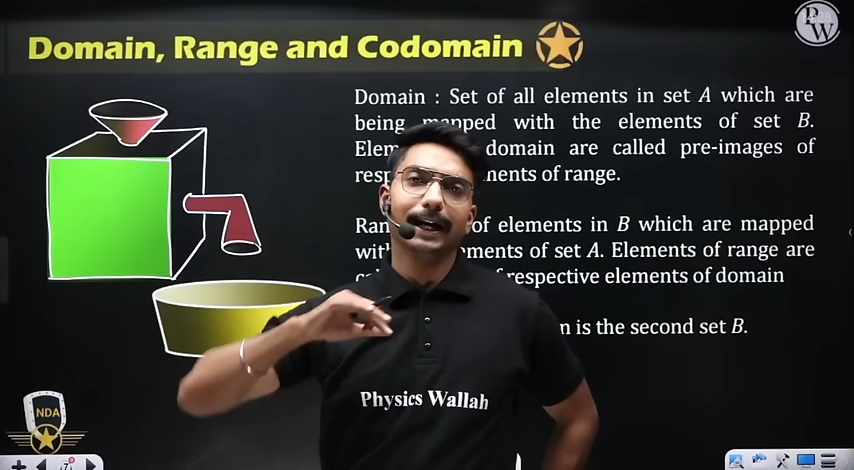 Domain, Range and Codomain
PW
Domain : Set of all elements in set A which are
being mapped with the elements of set B.
domain are called pre-images of
of range.
of elements in B which are mapped
of set A. Elements of range are
respective elements of domain
is the second set B.
Physics Wallah
NDA
7